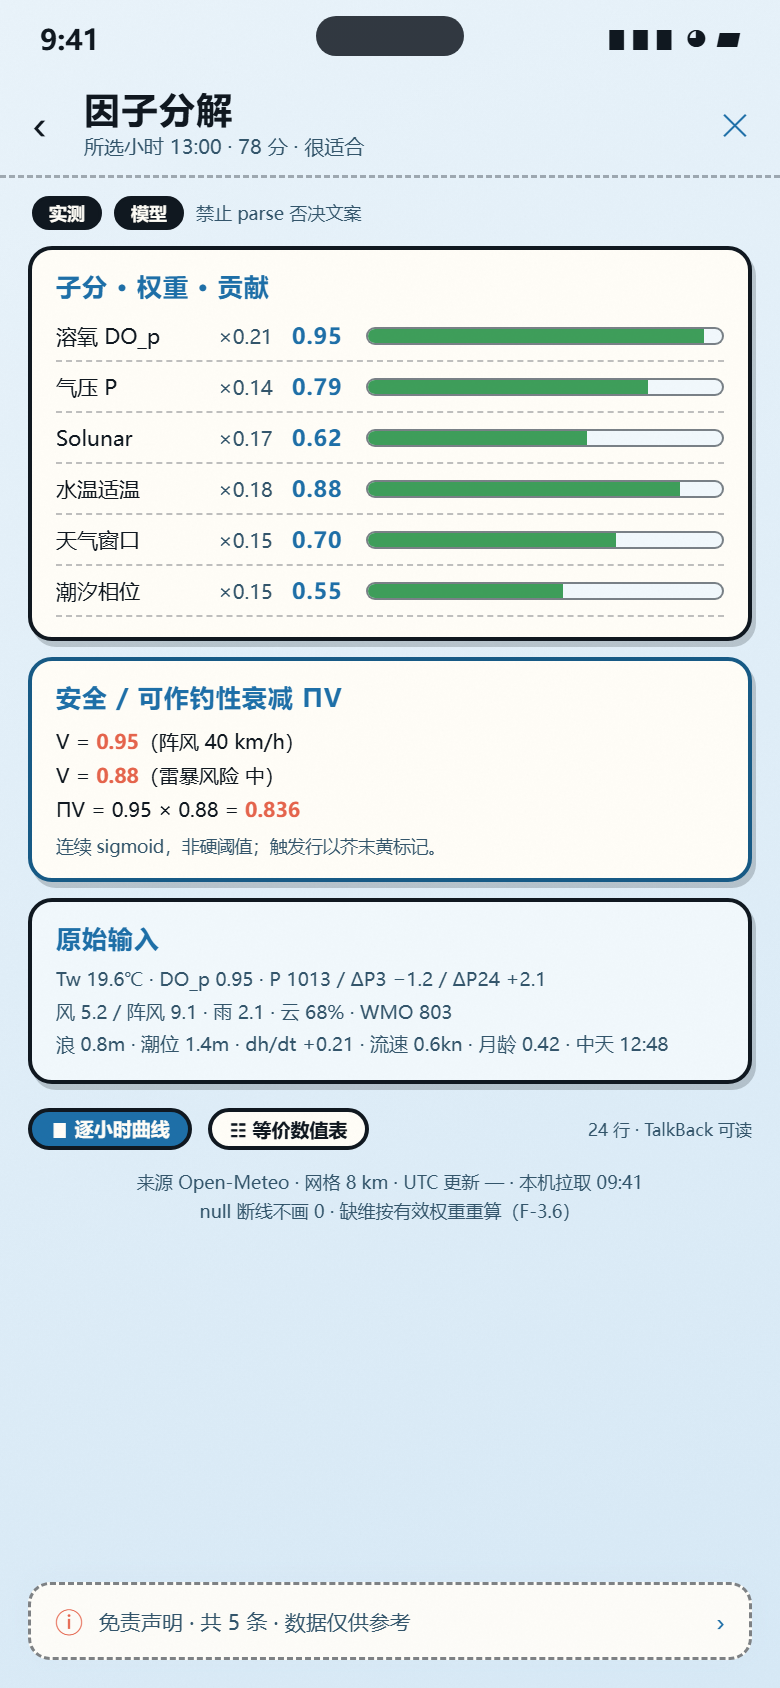 9:41
因子分解
所选小时 13:00 · 78 分 · 很适合
实测 模型 禁止 parse 否决文案
子分 • 权重 • 贡献
溶氧 DO_p ×0.21 0.95
气压 P ×0.14 0.79
Solunar ×0.17 0.62
水温适温 ×0.18 0.88
天气窗口 ×0.15 0.70
潮汐相位 ×0.15 0.55
安全 / 可作钓性衰减 ΠV
V = 0.95（阵风 40 km/h）
V = 0.88（雷暴风险 中）
ΠV = 0.95 × 0.88 = 0.836
连续 sigmoid，非硬阈值；触发行以芥末黄标记。
原始输入
Tw 19.6℃ · DO_p 0.95 · P 1013 / ΔP3 −1.2 / ΔP24 +2.1
风 5.2 / 阵风 9.1 · 雨 2.1 · 云 68% · WMO 803
浪 0.8m · 潮位 1.4m · dh/dt +0.21 · 流速 0.6kn · 月龄 0.42 · 中天 12:48
逐小时曲线 等价数值表 24 行 · TalkBack 可读
来源 Open-Meteo · 网格 8 km · UTC 更新 — · 本机拉取 09:41
null 断线不画 0 · 缺维按有效权重重算（F-3.6）
免责声明 · 共 5 条 · 数据仅供参考